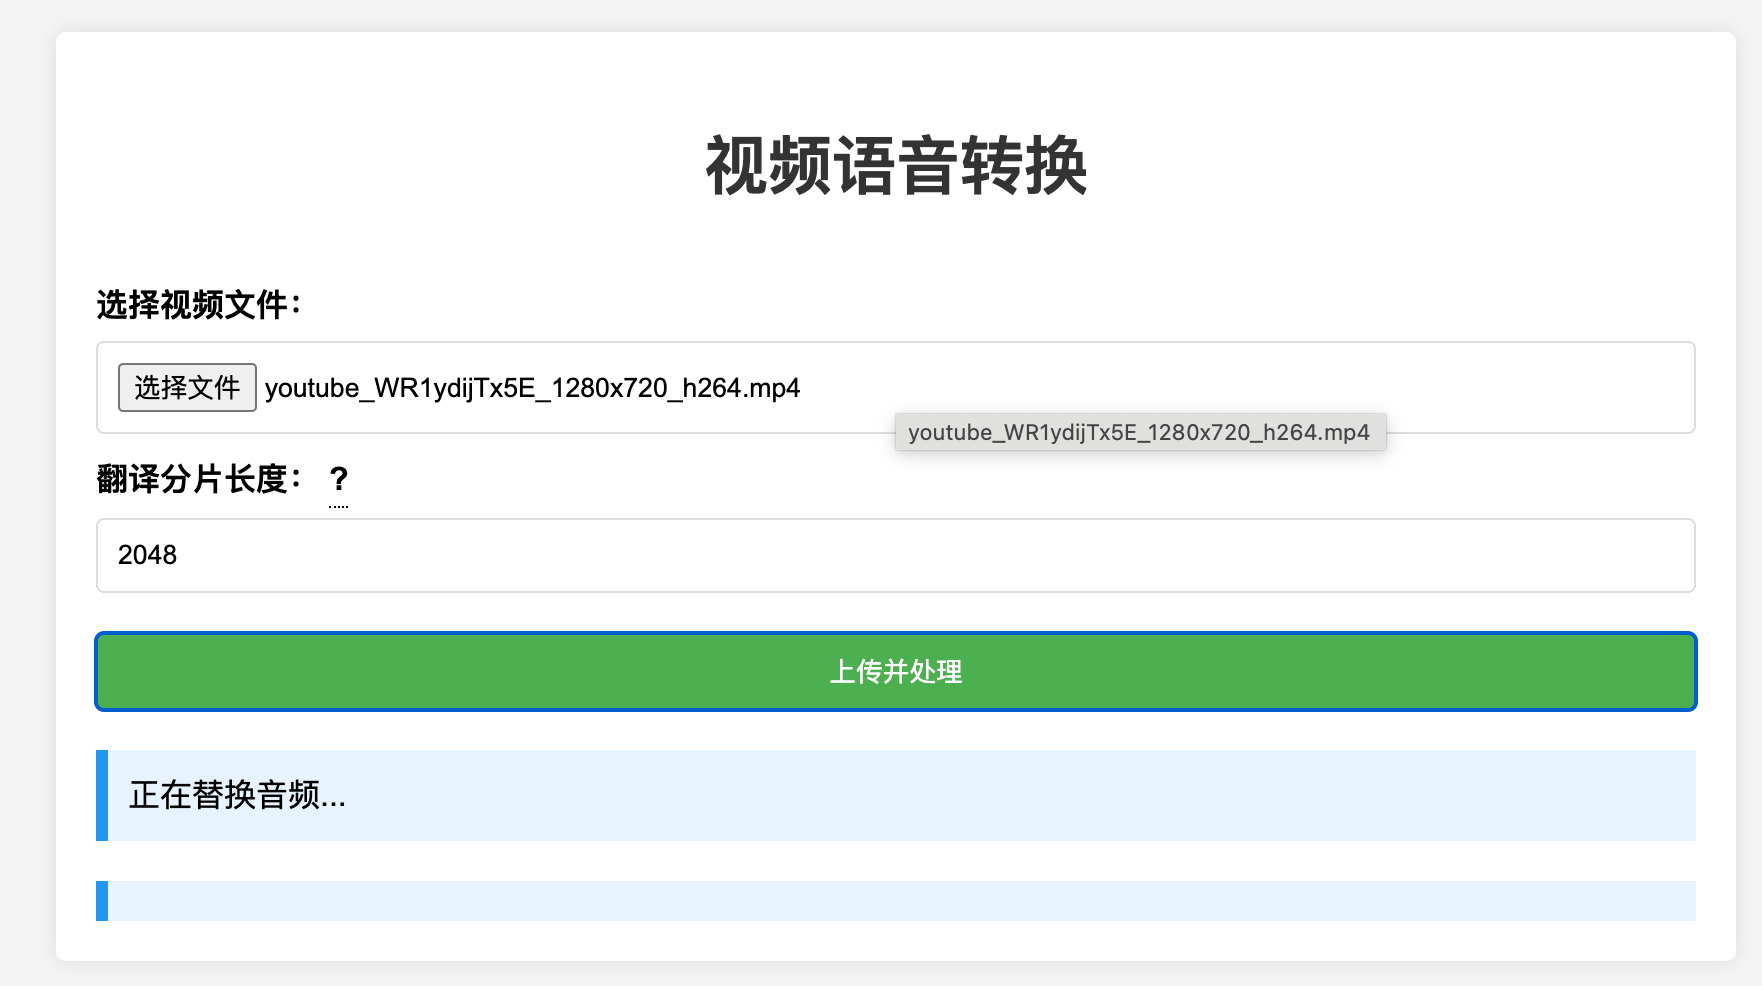 视频语音转换
选择视频文件：
选择文件 youtube_WR1ydijTx5E_1280x720_h264.mp4
youtube_WR1ydijTx5E_1280x720_h264.mp4
翻译分片长度： ?
2048
上传并处理
正在替换音频...